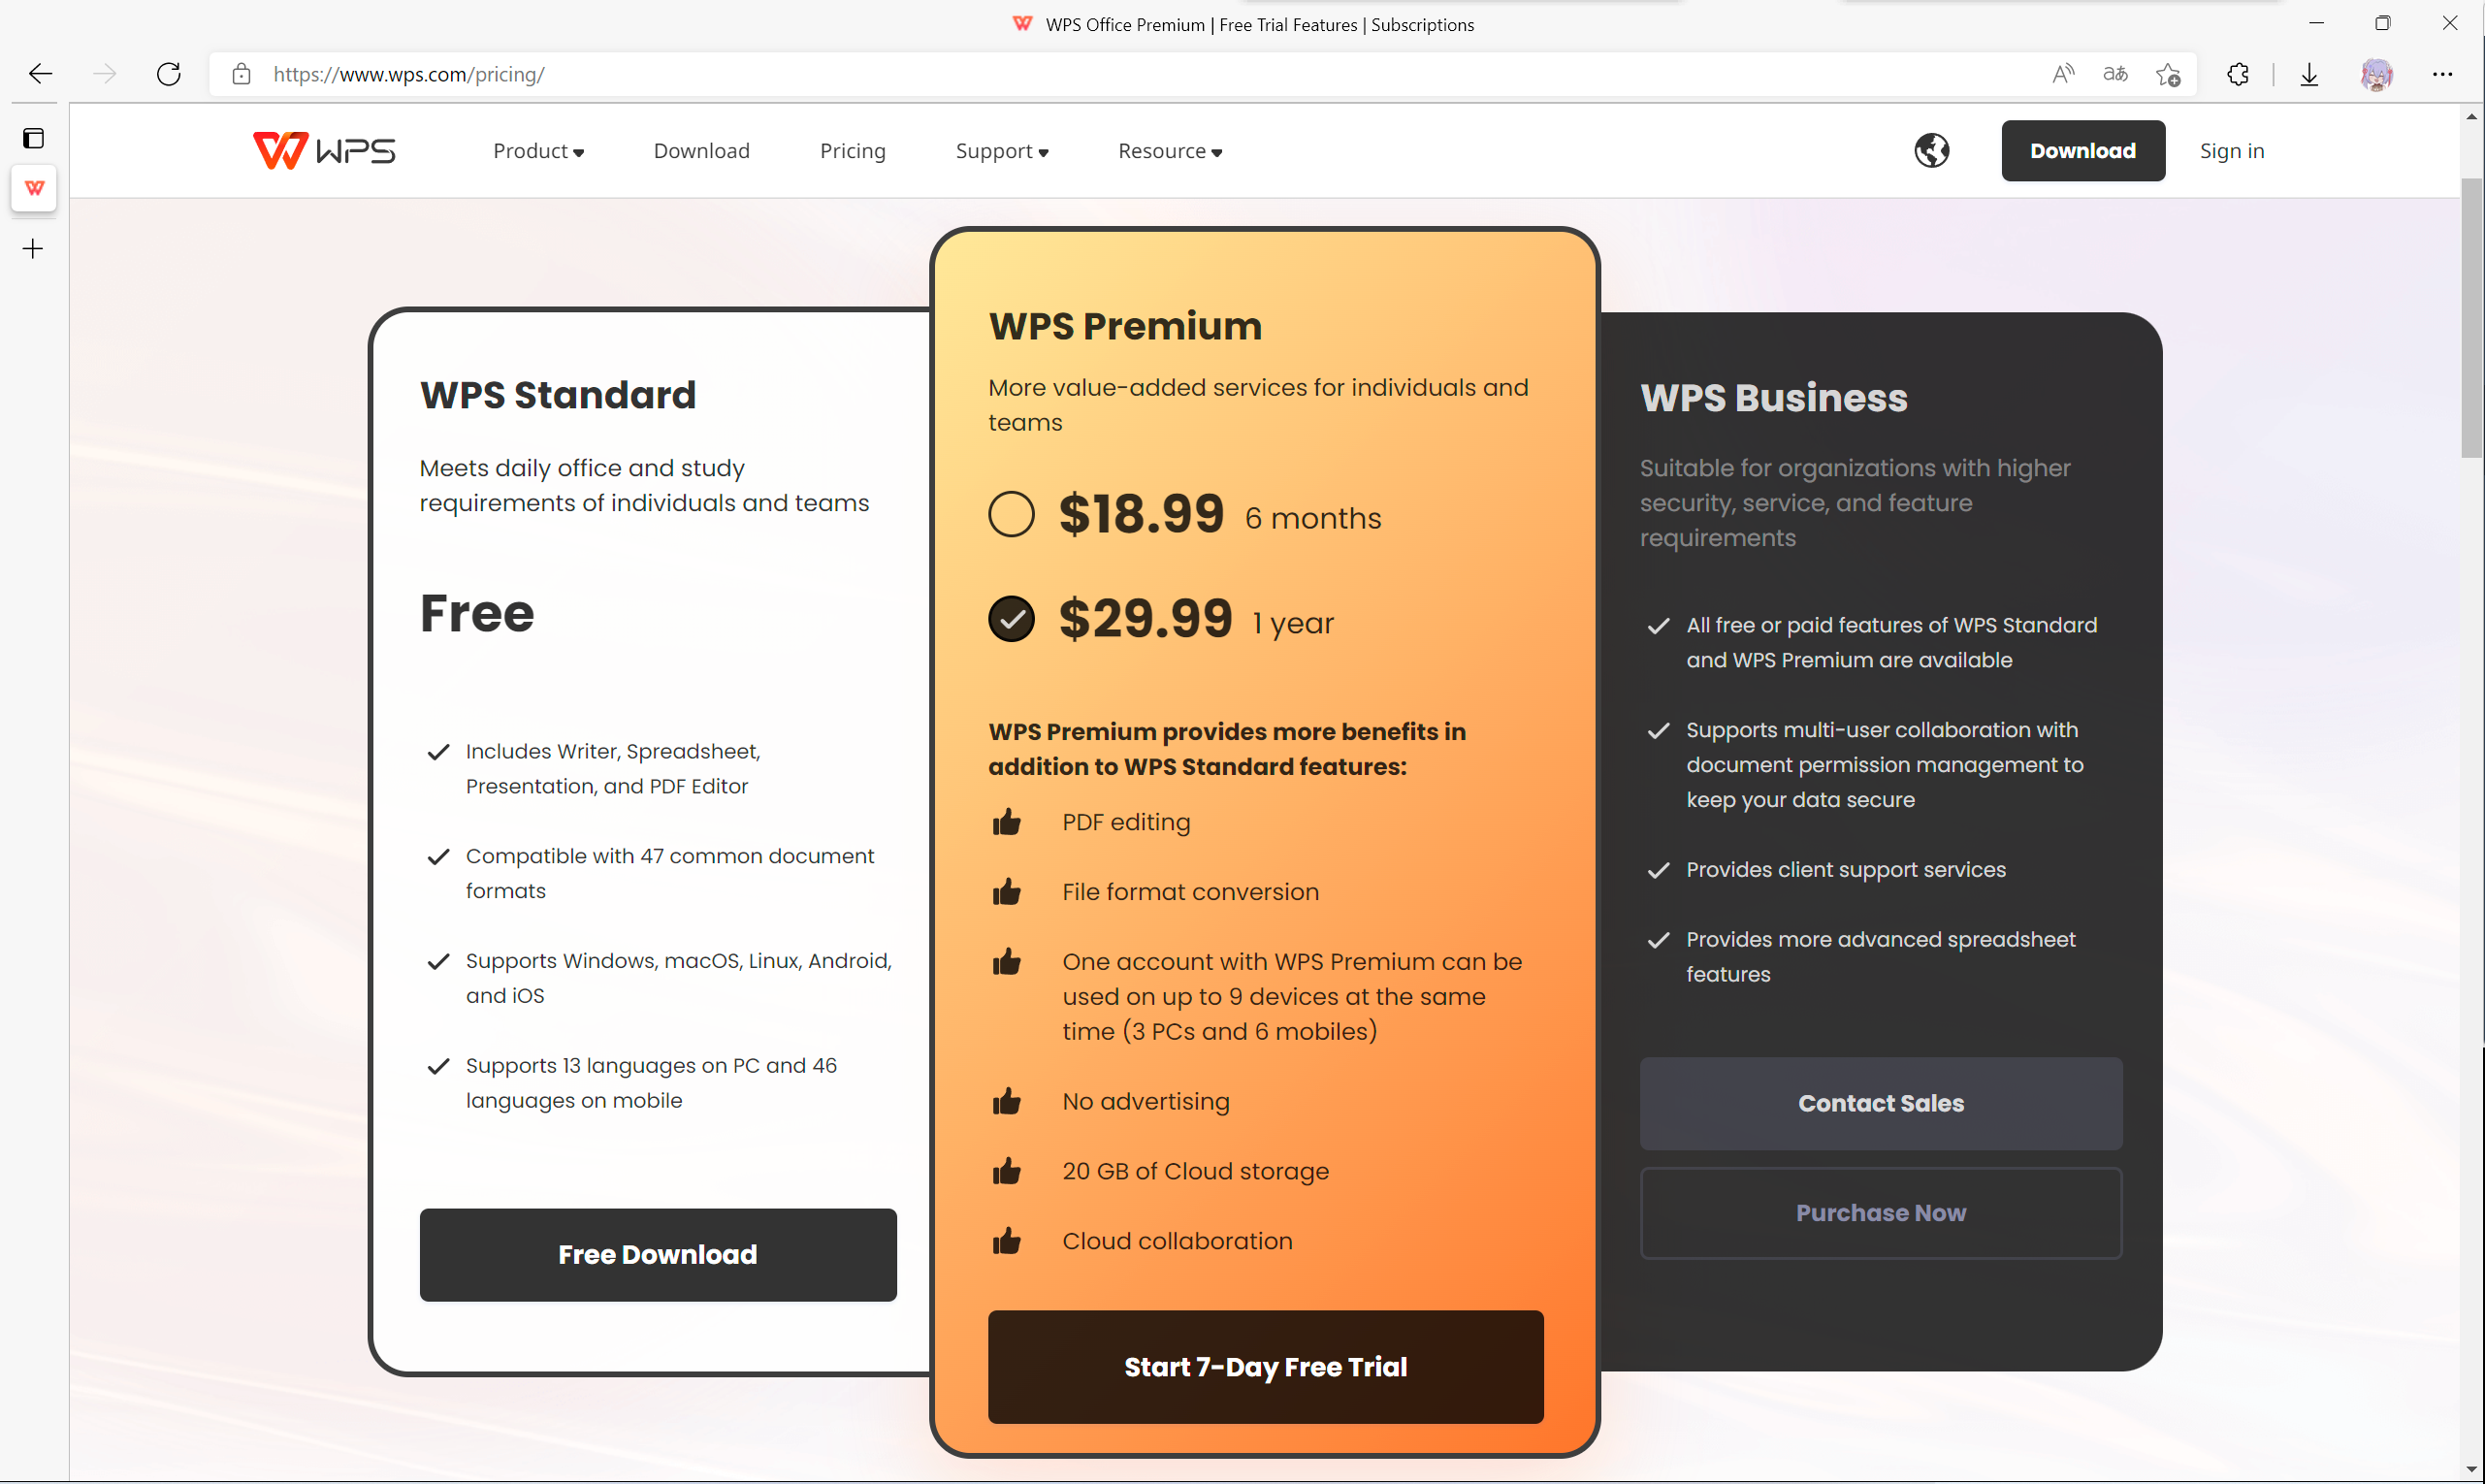 WPS Office Premium | Free Trial Features | Subscriptions
https://www.wps.com/pricing/
WPS
Product
Download
Pricing
Support
Resource
Download
Sign in
WPS Standard
Meets daily office and study
requirements of individuals and teams
Free
Includes Writer, Spreadsheet,
Presentation, and PDF Editor
Compatible with 47 common document
formats
Supports Windows, macOS, Linux, Android,
and iOS
Supports 13 languages on PC and 46
languages on mobile
Free Download
WPS Premium
More value-added services for individuals and
teams
$18.99 6 months
$29.99 1 year
WPS Premium provides more benefits in
addition to WPS Standard features:
PDF editing
File format conversion
One account with WPS Premium can be
used on up to 9 devices at the same
time (3 PCs and 6 mobiles)
No advertising
20 GB of Cloud storage
Cloud collaboration
Start 7-Day Free Trial
WPS Business
Suitable for organizations with higher
security, service, and feature
requirements
All free or paid features of WPS Standard
and WPS Premium are available
Supports multi-user collaboration with
document permission management to
keep your data secure
Provides client support services
Provides more advanced spreadsheet
features
Contact Sales
Purchase Now